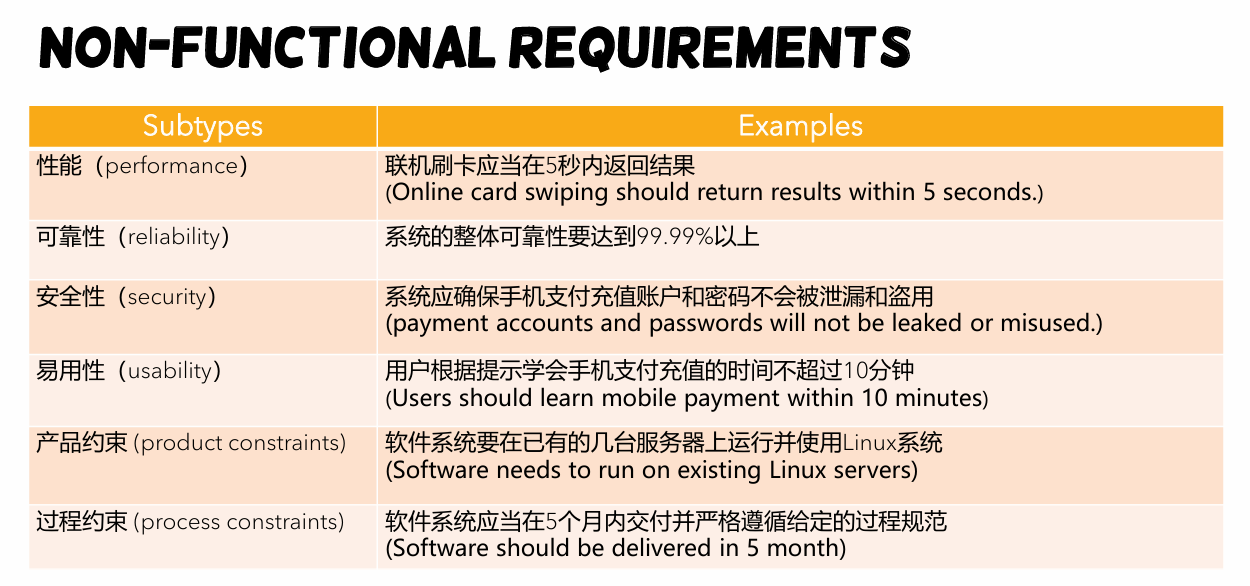 NON-FUNCTIONAL REQUIREMENTS
Subtypes
Examples
性能（performance）
联机刷卡应当在5秒内返回结果
(Online card swiping should return results within 5 seconds.)
可靠性（reliability）
系统的整体可靠性要达到99.99%以上
安全性（security）
系统应确保手机支付充值账户和密码不会被泄漏和盗用
(payment accounts and passwords will not be leaked or misused.)
易用性（usability）
用户根据提示学会手机支付充值的时间不超过10分钟
(Users should learn mobile payment within 10 minutes)
产品约束 (product constraints)
软件系统要在已有的几台服务器上运行并使用Linux系统
(Software needs to run on existing Linux servers)
过程约束 (process constraints)
软件系统应当在5个月内交付并严格遵循给定的过程规范
(Software should be delivered in 5 month)